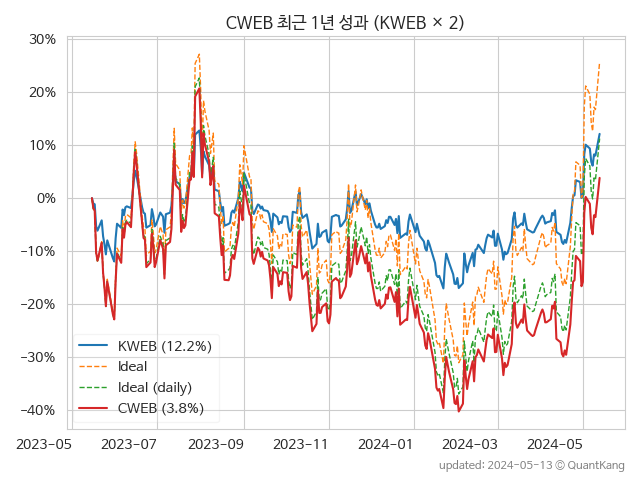 CWEB 최근 1년 성과 (KWEB × 2)
30%
20%
10%
0%
−10%
−20%
−30%
−40%
KWEB (12.2%)
Ideal
Ideal (daily)
CWEB (3.8%)
2023-05 2023-07 2023-09 2023-11 2024-01 2024-03 2024-05
updated: 2024-05-13 ⓒ QuantKang